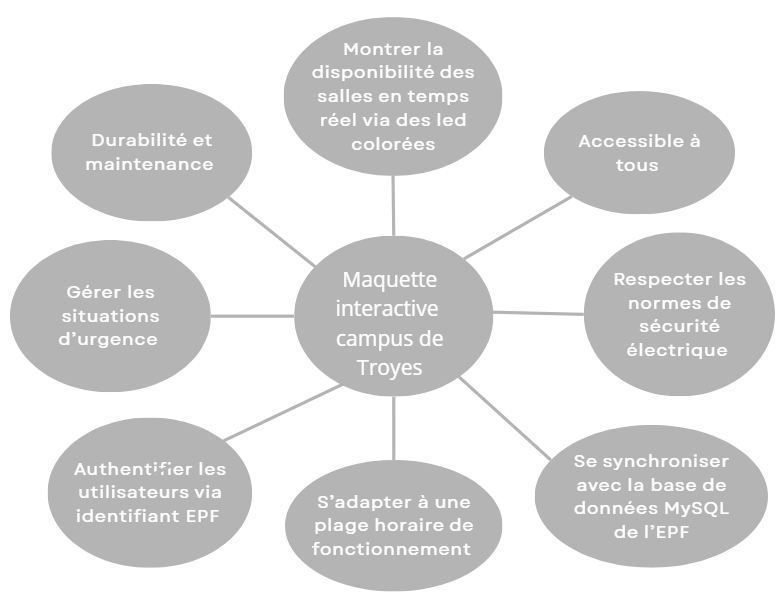 Montrer la
disponibilité des
salles en temps
réel via des led
colorées
Durabilité et
maintenance
Accessible à
tous
Gérer les
situations
d'urgence
Maquette
interactive
campus de
Troyes
Respecter les
normes de
sécurité
électrique
Authentifier les
utilisateurs via
identifiant EPF
S'adapter à une
plage horaire de
fonctionnement
Se synchroniser
avec la base de
données MySQL
de l'EPF